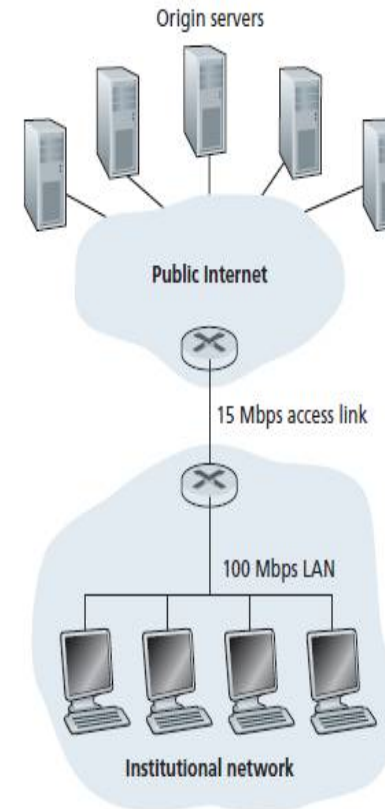 Origin servers
Public Internet
15 Mbps access link
100 Mbps LAN
Institutional network